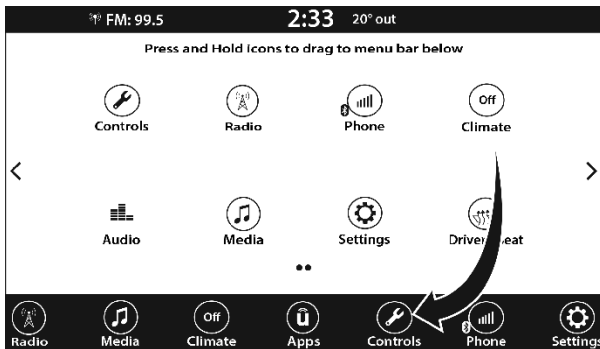 FM: 99.5 2:33 20° out
Press and Hold icons to drag to menu bar below
Controls Radio Phone Off Climate
Audio Media Settings Driver eat
Radio Media Off Climate û Apps Controls Phone Settings